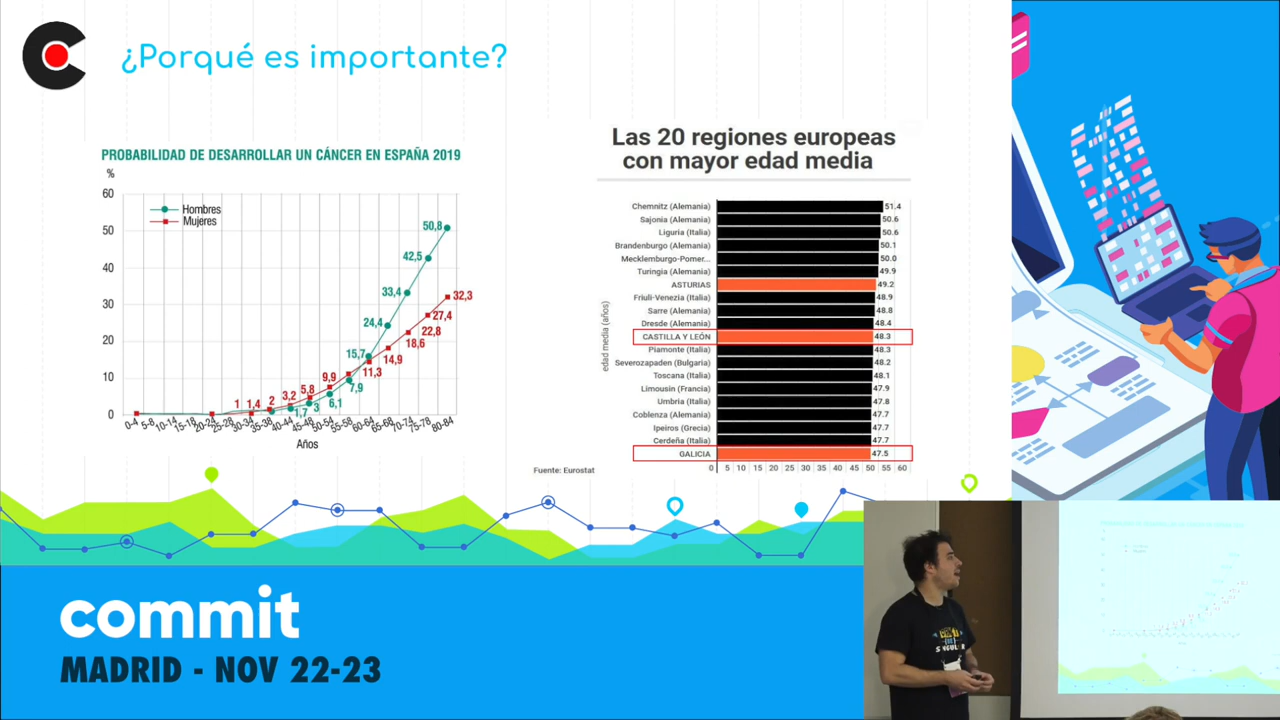 ¿Porqué es importante?
PROBABILIDAD DE DESARROLLAR UN CÁNCER EN ESPAÑA 2019
%
60
50
40
30
20
10
0
Hombres
Mujeres
50,8
42,5
33,4
24,4
15,7
7,9
6,1
3
1,7
32,3
27,4
22,8
18,6
14,9
11,3
9,9
5,8
3,2
2
1,4
1
0-4
5-8
10-14
15-18
20-24
25-28
30-34
35-38
40-44
45-48
50-54
55-58
60-64
65-68
70-74
75-78
80-84
Años
Las 20 regiones europeas
con mayor edad media
edad media (años)
Chemnitz (Alemania) 51.4
Sajonia (Alemania) 50.6
Liguria (Italia) 50.6
Brandenburgo (Alemania) 50.1
Mecklemburgo-Pomer... 50.0
Turingia (Alemania) 49.9
ASTURIAS 49.2
Friuli-Venezia (Italia) 48.9
Sarre (Alemania) 48.8
Dresde (Alemania) 48.4
CASTILLA Y LEÓN 48.3
Piamonte (Italia) 48.3
Severozapaden (Bulgaria) 48.2
Toscana (Italia) 48.1
Limousin (Francia) 47.9
Umbria (Italia) 47.8
Coblenza (Alemania) 47.7
Ipeiros (Grecia) 47.7
Cerdeña (Italia) 47.7
GALICIA 47.5
0 5 10 15 20 25 30 35 40 45 50 55 60
Fuente: Eurostat
commit
MADRID - NOV 22-23